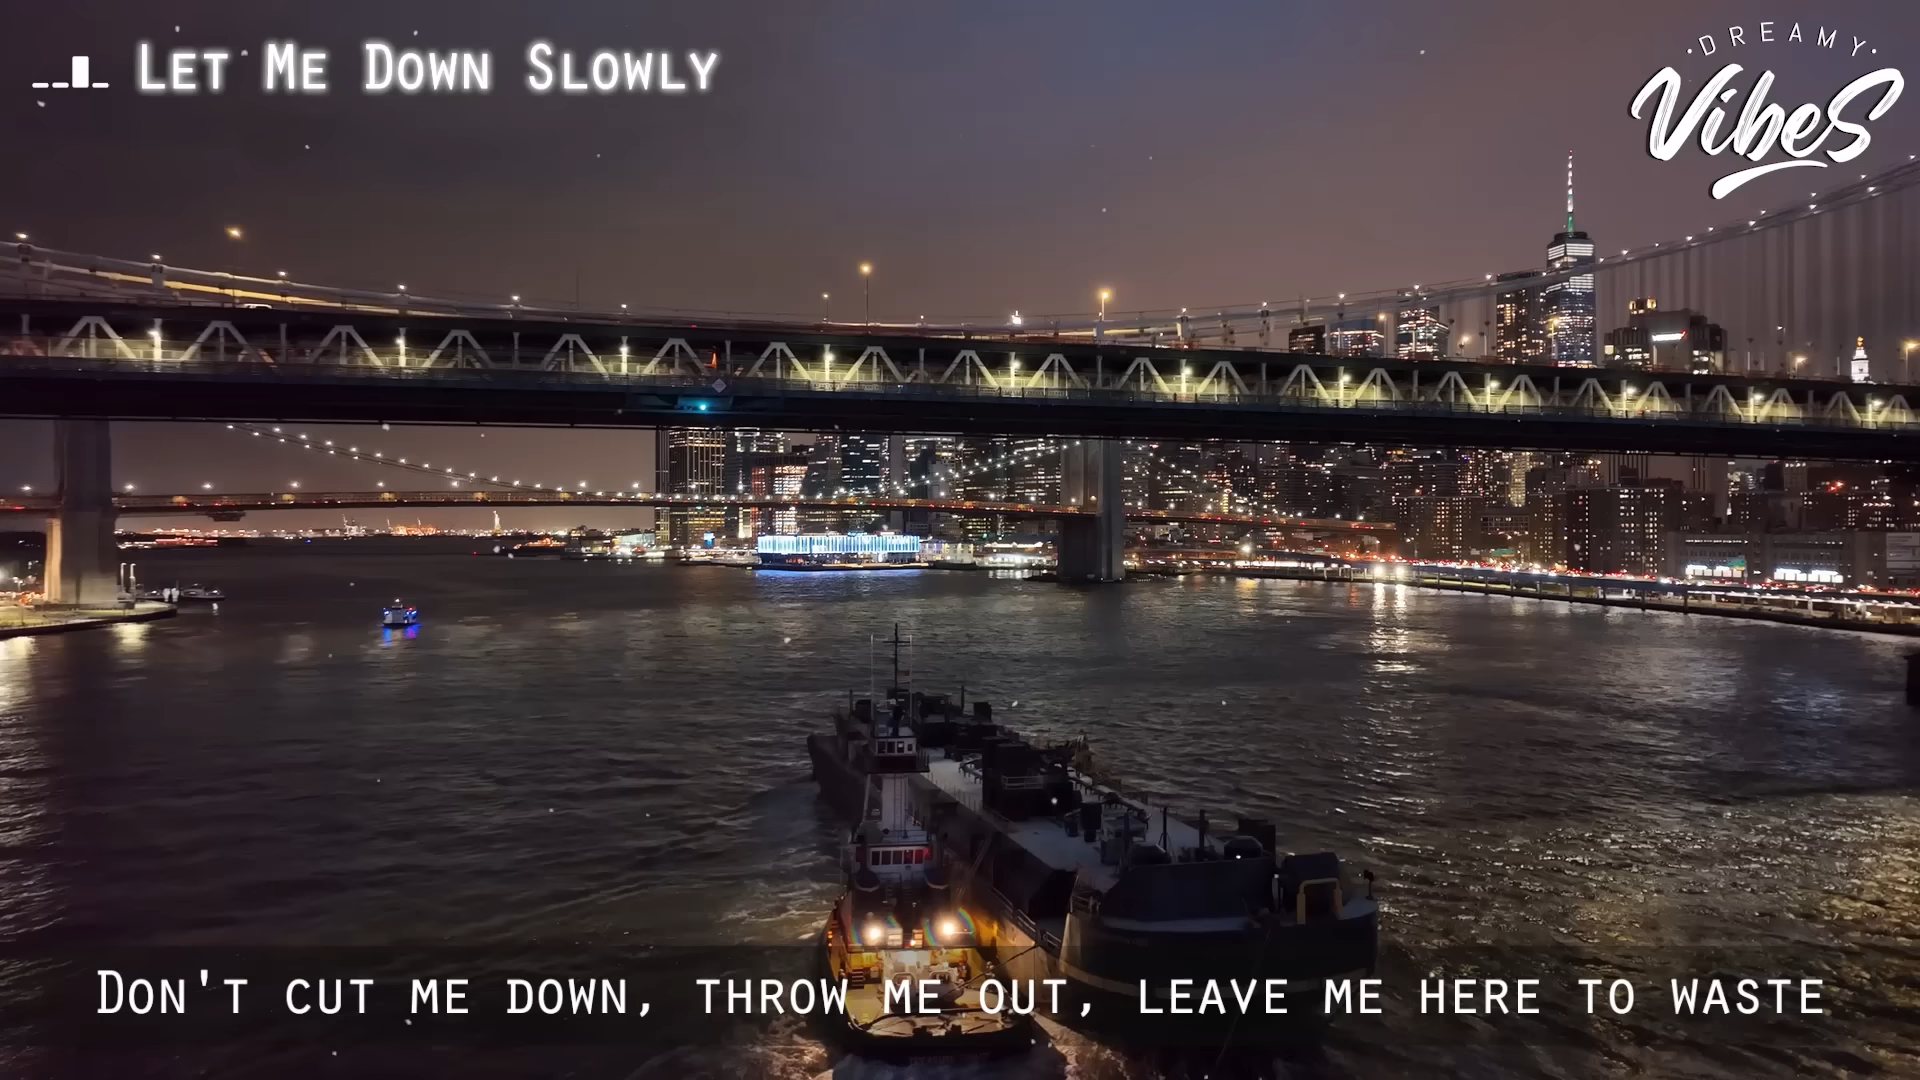 Let Me Down Slowly
DREAMY
Vibes
Don't cut me down, throw me out, leave me here to waste